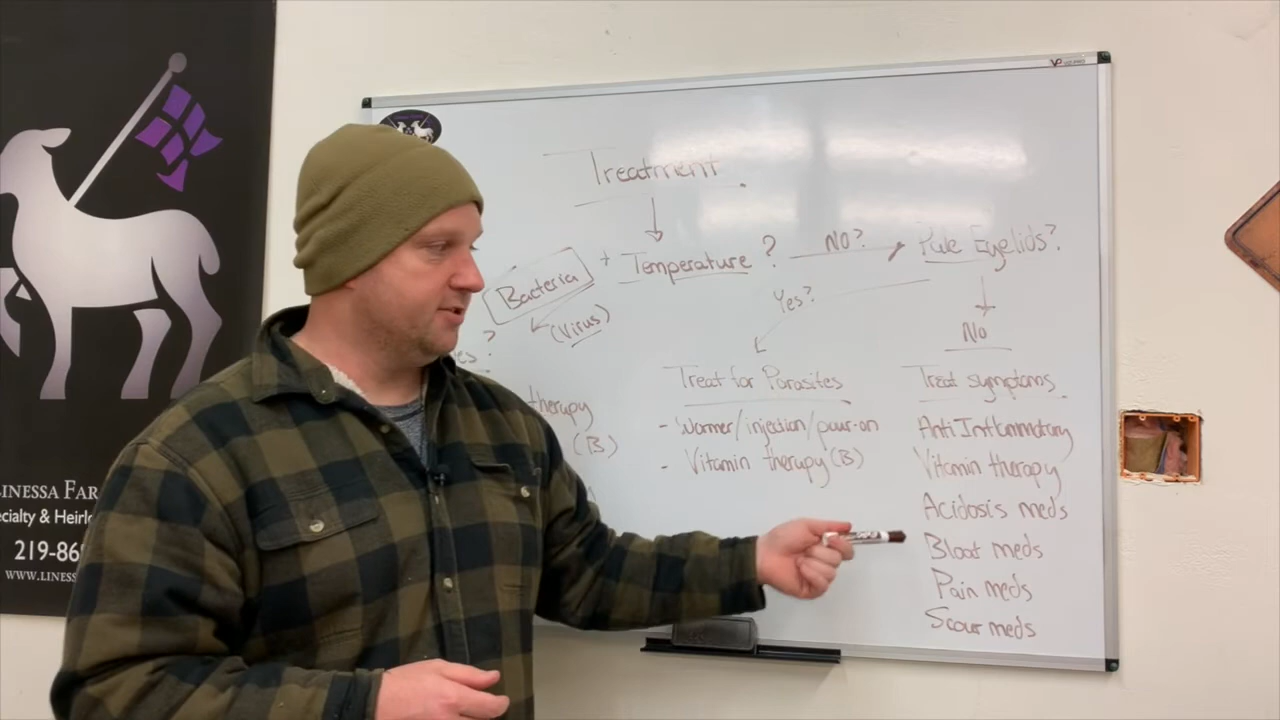 Treatment
Bacteria + Temperature? NO? Pale Eyelids?
(Virus) Yes?
No
Treat for Parasites
Treat symptoms
therapy
(B)
- Wormer/injection/pour-on
- Vitamin therapy (B)
Anti Inflammatory
Vitamin therapy
Acidosis meds
Bloat meds
Pain meds
Scour meds
LINESSA FAR
ecialty & Heirl
219-86
WWW.LINESS